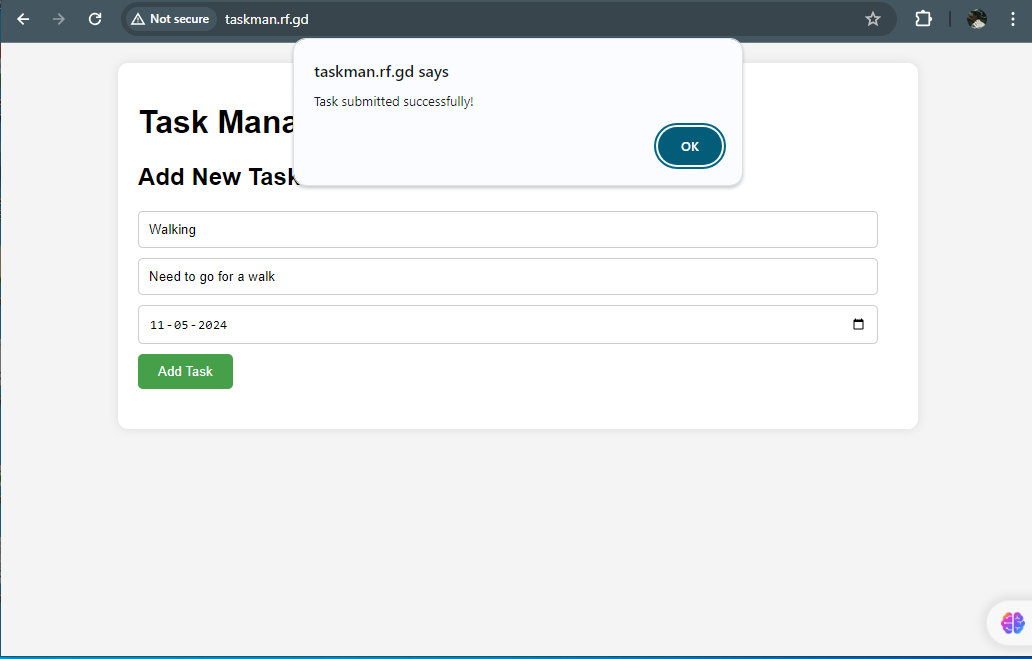 Not secure
taskman.rf.gd
taskman.rf.gd says
Task submitted successfully!
OK
Task Mana
Add New Task
Walking
Need to go for a walk
11-05-2024
Add Task